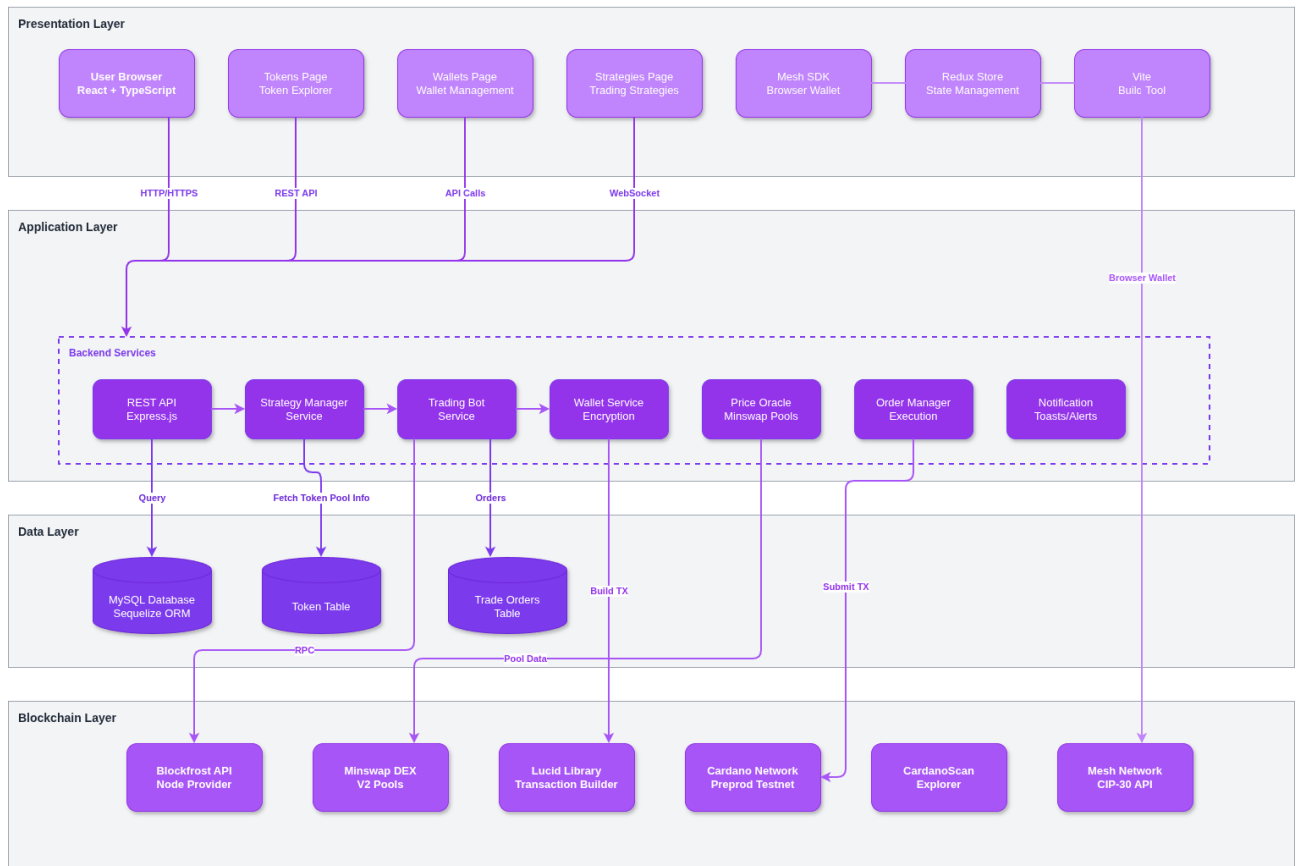 Presentation Layer
User Browser
React + TypeScript
Tokens Page
Token Explorer
Wallets Page
Wallet Management
Strategies Page
Trading Strategies
Mesh SDK
Browser Wallet
Redux Store
State Management
Vite
Build Tool
HTTP/HTTPS
REST API
API Calls
WebSocket
Application Layer
Browser Wallet
Backend Services
REST API
Express.js
Strategy Manager
Service
Trading Bot
Service
Wallet Service
Encryption
Price Oracle
Minswap Pools
Order Manager
Execution
Notification
Toasts/Alerts
Query
Fetch Token Pool Info
Orders
Data Layer
MySQL Database
Sequelize ORM
Token Table
Trade Orders
Table
Build TX
Submit TX
RPC
Pool Data
Blockchain Layer
Blockfrost API
Node Provider
Minswap DEX
V2 Pools
Lucid Library
Transaction Builder
Cardano Network
Preprod Testnet
CardanoScan
Explorer
Mesh Network
CIP-30 API